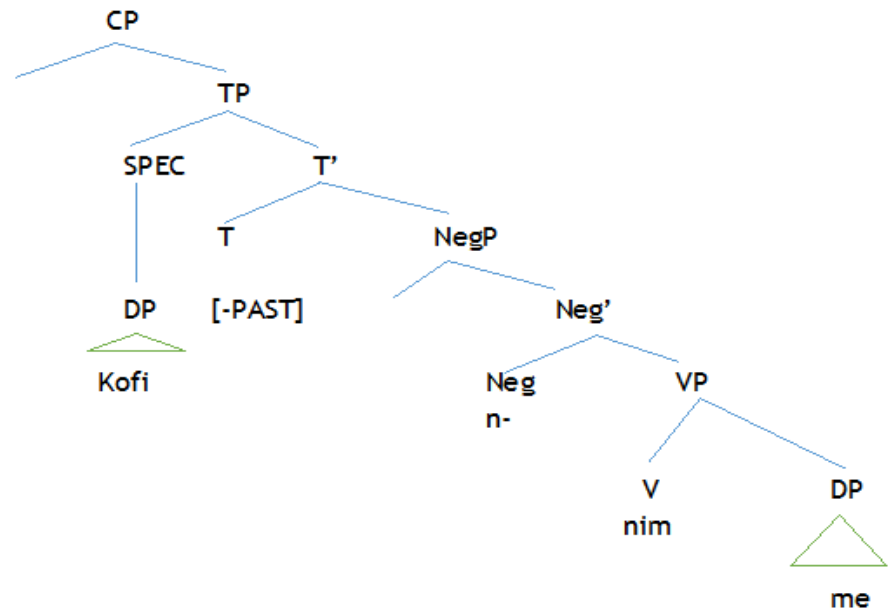 CP
TP
SPEC T’
T NegP
DP [-PAST] Neg’
Kofi Neg VP
n-
V DP
nim
me